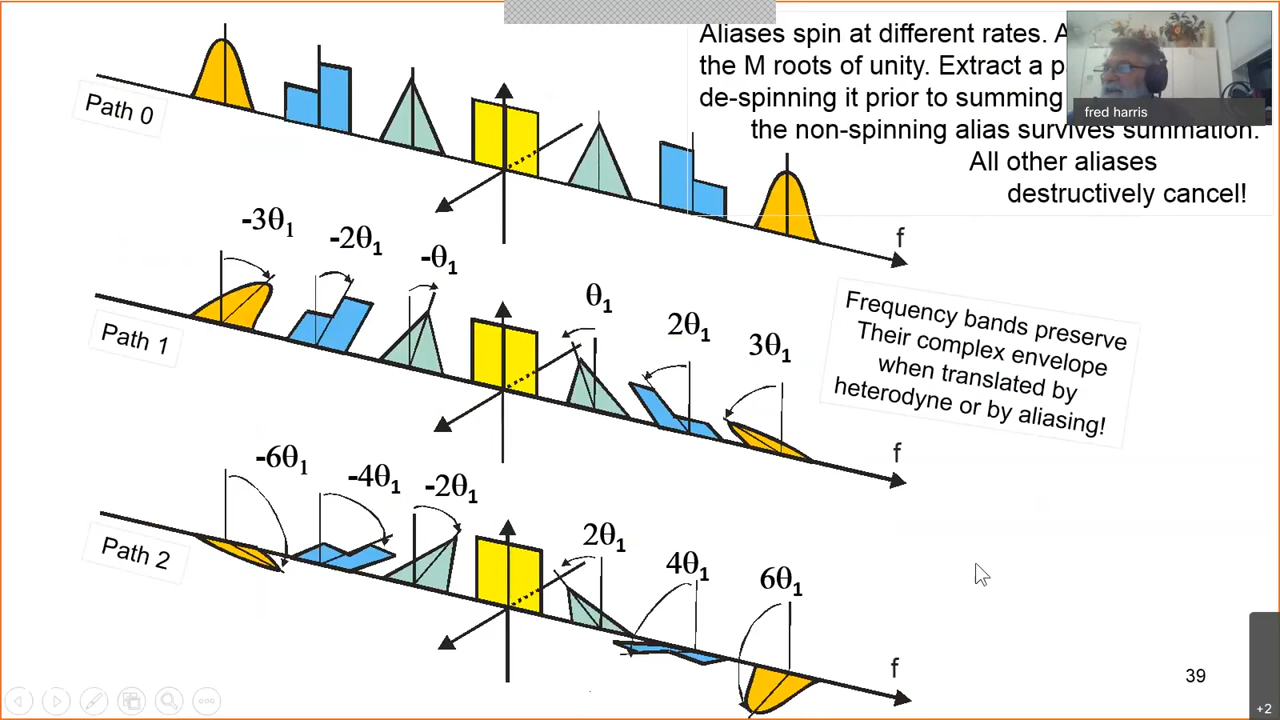 Aliases spin at different rates. A
the M roots of unity. Extract a p
de-spinning it prior to summing
the non-spinning alias survives summation.
All other aliases
destructively cancel!
fred harris
Path 0
f
-3θ1
-2θ1
-θ1
θ1
2θ1
3θ1
Path 1
f
Frequency bands preserve
Their complex envelope
when translated by
heterodyne or by aliasing!
-6θ1
-4θ1
-2θ1
2θ1
4θ1
6θ1
Path 2
f
39
+2